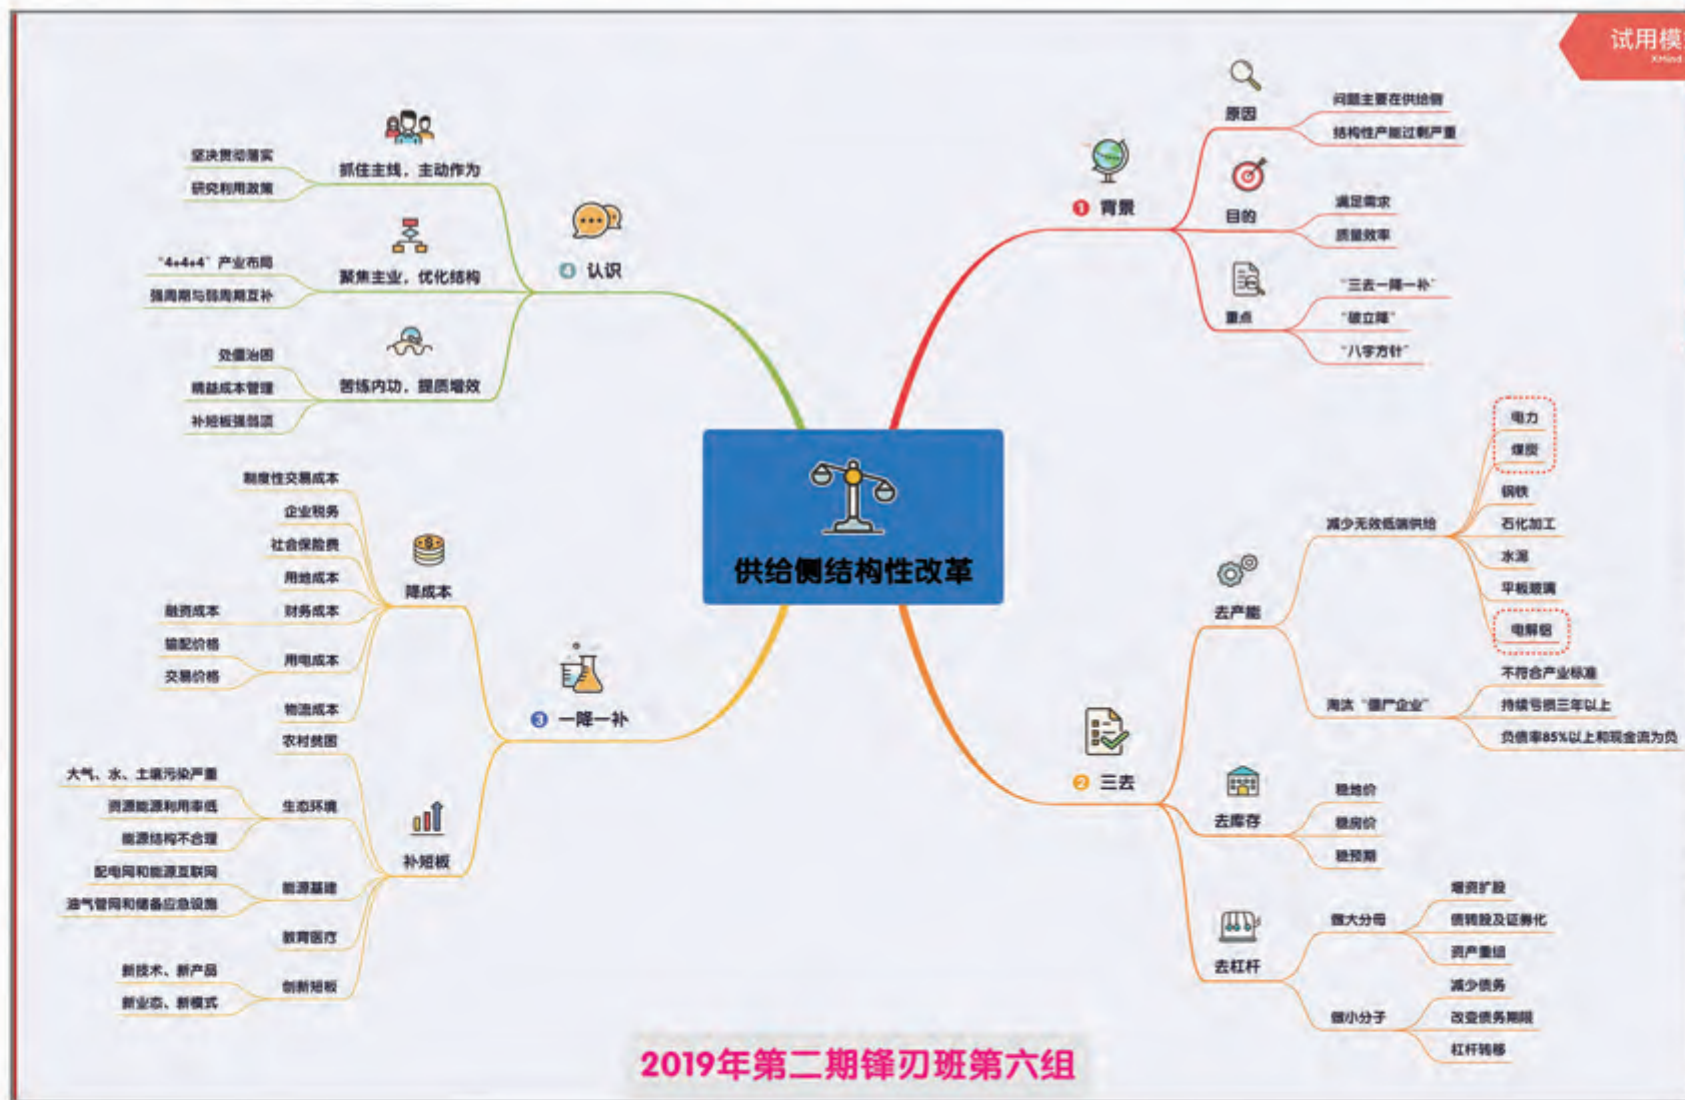 试用模
XMind
供给侧结构性改革
1 背景
原因
问题主要在供给侧
结构性产能过剩严重
目的
满足需求
质量效率
重点
“三去一降一补”
“破立降”
“八字方针”
2 三去
去产能
减少无效低端供给
电力
煤炭
钢铁
石化加工
水泥
平板玻璃
电解铝
淘汰“僵尸企业”
不符合产业标准
持续亏损三年以上
负债率85%以上和现金流为负
去库存
稳地价
稳房价
稳预期
去杠杆
做大分母
增资扩股
债转股及证券化
资产重组
做小分子
减少债务
改变债务期限
杠杆转移
3 一降一补
降成本
制度性交易成本
企业税务
社会保险费
用地成本
财务成本
融资成本
用电成本
输配价格
交易价格
物流成本
补短板
农村贫困
生态环境
大气、水、土壤污染严重
资源能源利用率低
能源结构不合理
能源基建
配电网和能源互联网
油气管网和储备应急设施
教育医疗
创新短板
新技术、新产品
新业态、新模式
4 认识
抓住主线，主动作为
坚决贯彻落实
研究利用政策
聚焦主业，优化结构
“4+4+4”产业布局
强周期与弱周期互补
苦练内功，提质增效
处僵治困
精益成本管理
补短板强弱项
2019年第二期锋刃班第六组